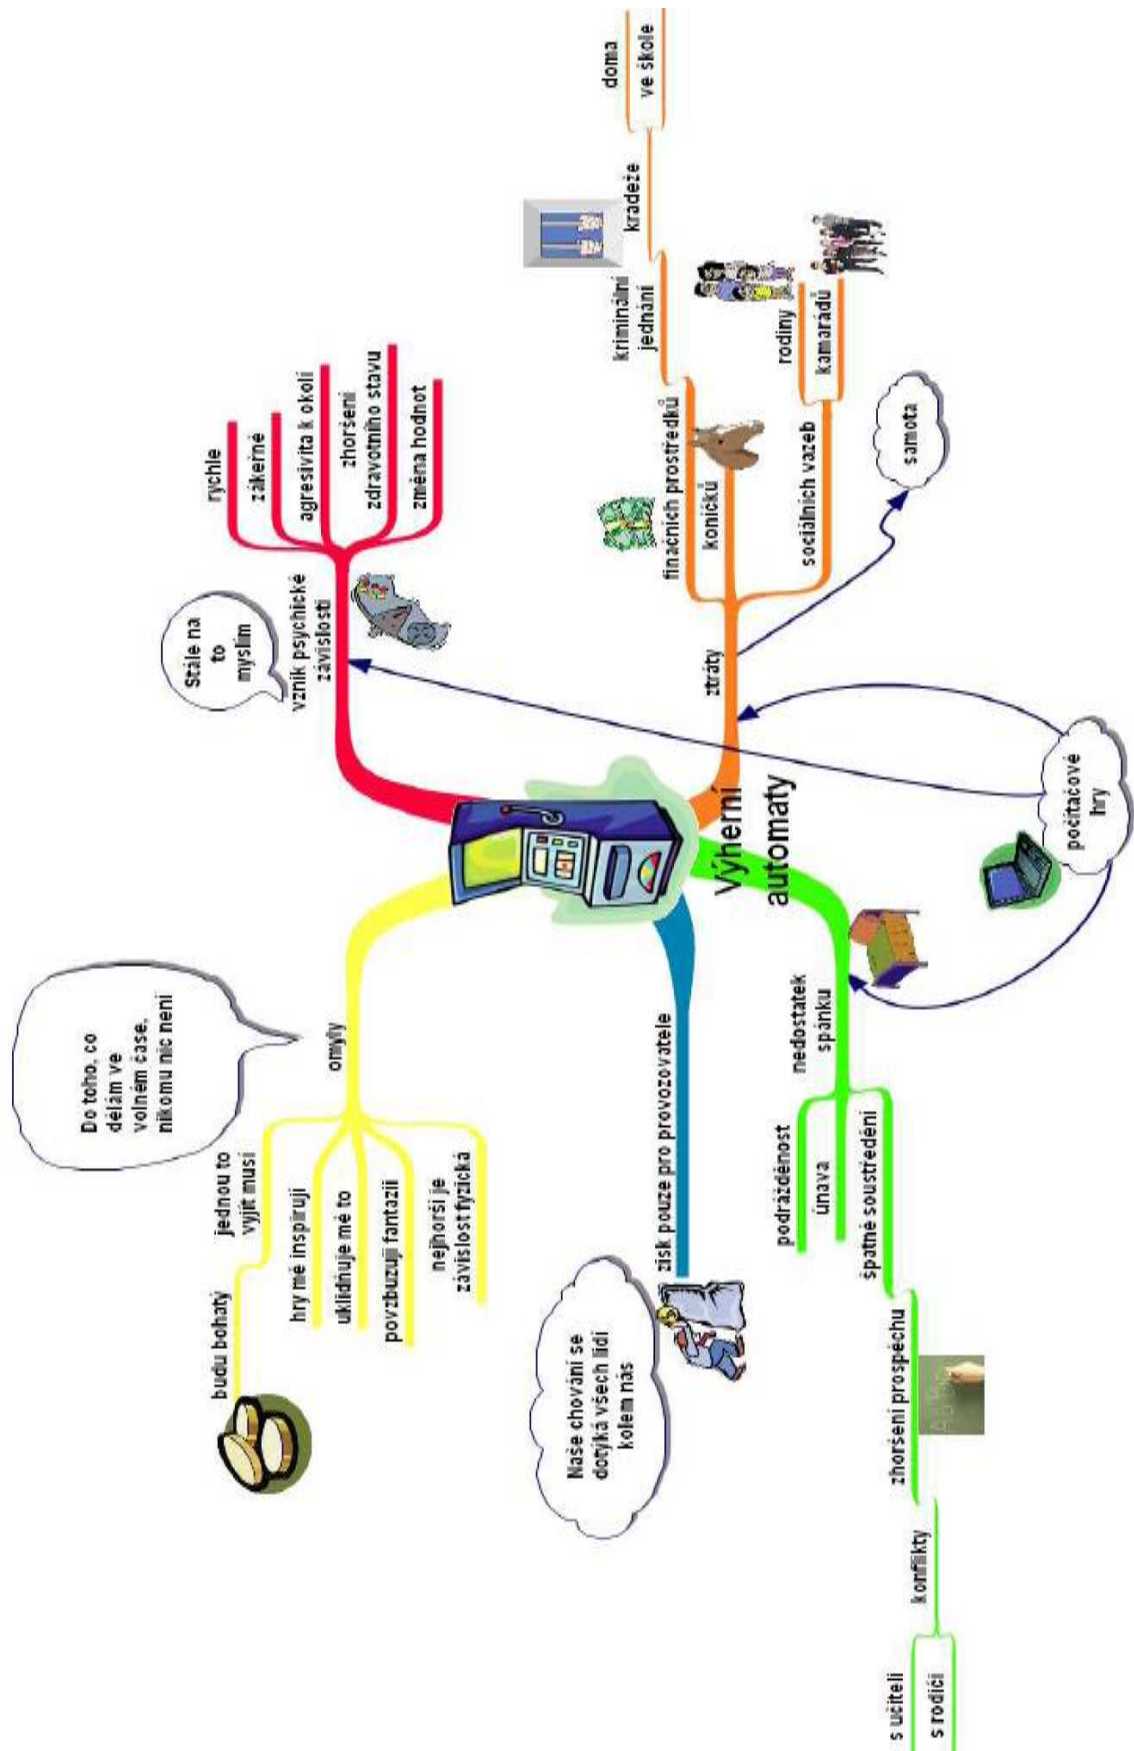 Do toho, co
dělám ve
volném čase,
nikomu nic není
budu bohatý
jednou to
vyjít musí
omyly
hry mě inspirují
uklidňuje mě to
povzbuzují fantazii
nejhorší je
závislost fyzická
Stále na
to
myslím
vznik psychické
závislosti
rychle
zákeřně
agresivita k okolí
zhoršení
zdravotního stavu
změna hodnot
Naše chování se
dotýká všech lidí
kolem nás
zisk pouze pro provozovatele
Výherní
automaty
ztráty
finačních prostředků
koníčků
sociálních vazeb
kriminální
jednání
krádeže
doma
ve škole
rodiny
kamarádů
samota
počítačové
hry
nedostatek
spánku
podrážděnost
únava
špatné soustředění
zhoršení prospěchu
konflikty
s učiteli
s rodiči